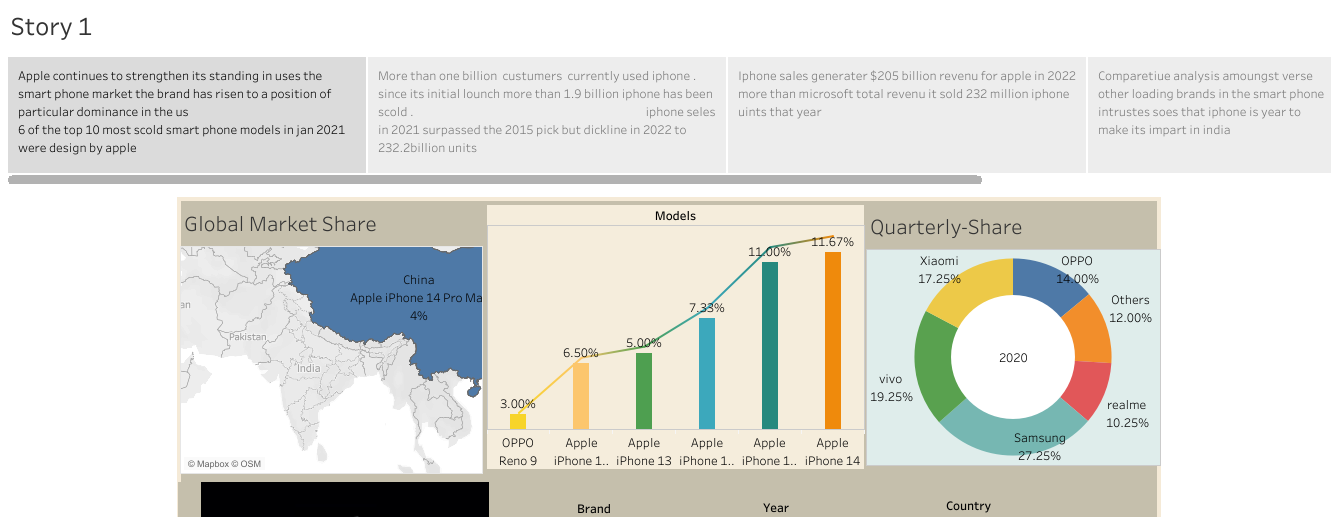 Story 1
Apple continues to strengthen its standing in uses the
smart phone market the brand has risen to a position of
particular dominance in the us
6 of the top 10 most scold smart phone models in jan 2021
were design by apple
More than one billion custumers currently used iphone .
since its initial lounch more than 1.9 billion iphone has been
scold . iphone seles
in 2021 surpassed the 2015 pick but dickline in 2022 to
232.2billion units
Iphone sales generater $205 billion revenu for apple in 2022
more than microsoft total revenu it sold 232 million iphone
uints that year
Comparetiue analysis amoungst verse
other loading brands in the smart phone
intrustes soes that iphone is year to
make its impart in india
Global Market Share
China
Apple iPhone 14 Pro Ma
4%
an
Pakistan
India
© Mapbox © OSM
Models
3.00%
6.50%
5.00%
7.33%
11.00%
11.67%
OPPO
Reno 9
Apple
iPhone 1..
Apple
iPhone 13
Apple
iPhone 1..
Apple
iPhone 1..
Apple
iPhone 14
Quarterly-Share
Xiaomi
17.25%
OPPO
14.00%
Others
12.00%
2020
vivo
19.25%
realme
10.25%
Samsung
27.25%
Brand
Year
Country